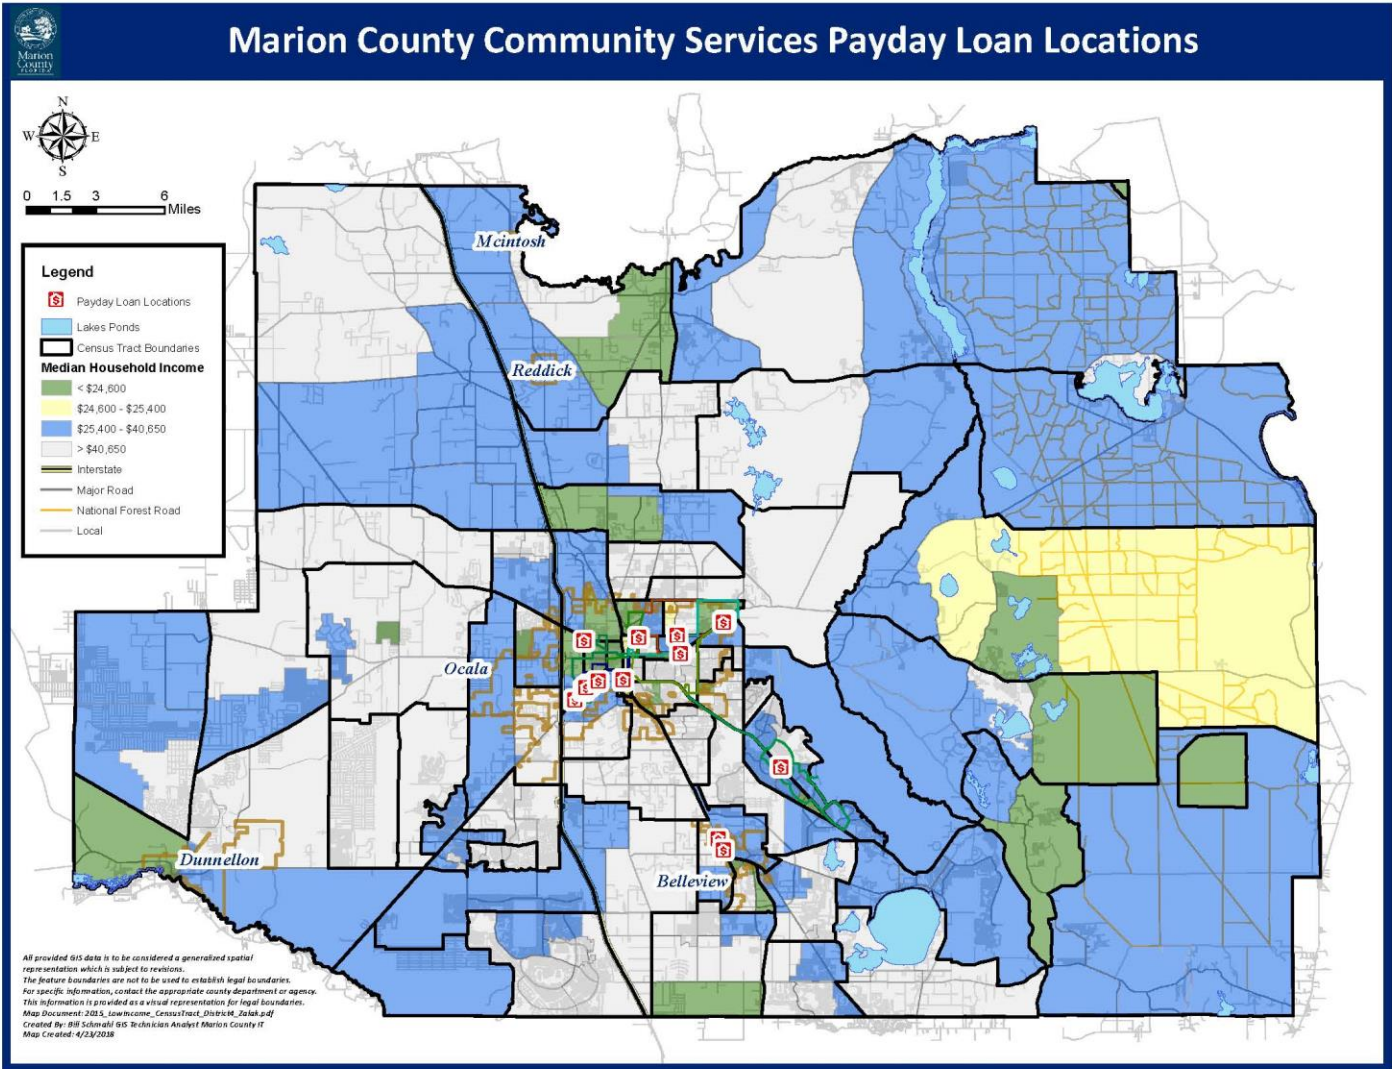 Marion County Community Services Payday Loan Locations
Marion
County
FLORIDA
N
W E
S
0 1.5 3 6
Miles
Legend
Payday Loan Locations
Lakes Ponds
Census Tract Boundaries
Median Household Income
< $24,600
$24,600 - $25,400
$25,400 - $40,650
> $40,650
Interstate
Major Road
National Forest Road
Local
Mcintosh
Reddick
Ocala
Dunnellon
Belleview
All provided GIS data is to be considered a generalized spatial
representation which is subject to revisions.
The feature boundaries are not to be used to establish legal boundaries.
For specific information, contact the appropriate county department or agency.
This information is provided as a visual representation for legal boundaries.
Map Document: 2015_LowIncome_CensusTract_District4_Zalak.pdf
Created By: Bill Schmahl GIS Technician Analyst Marion County IT
Map Created: 4/23/2018